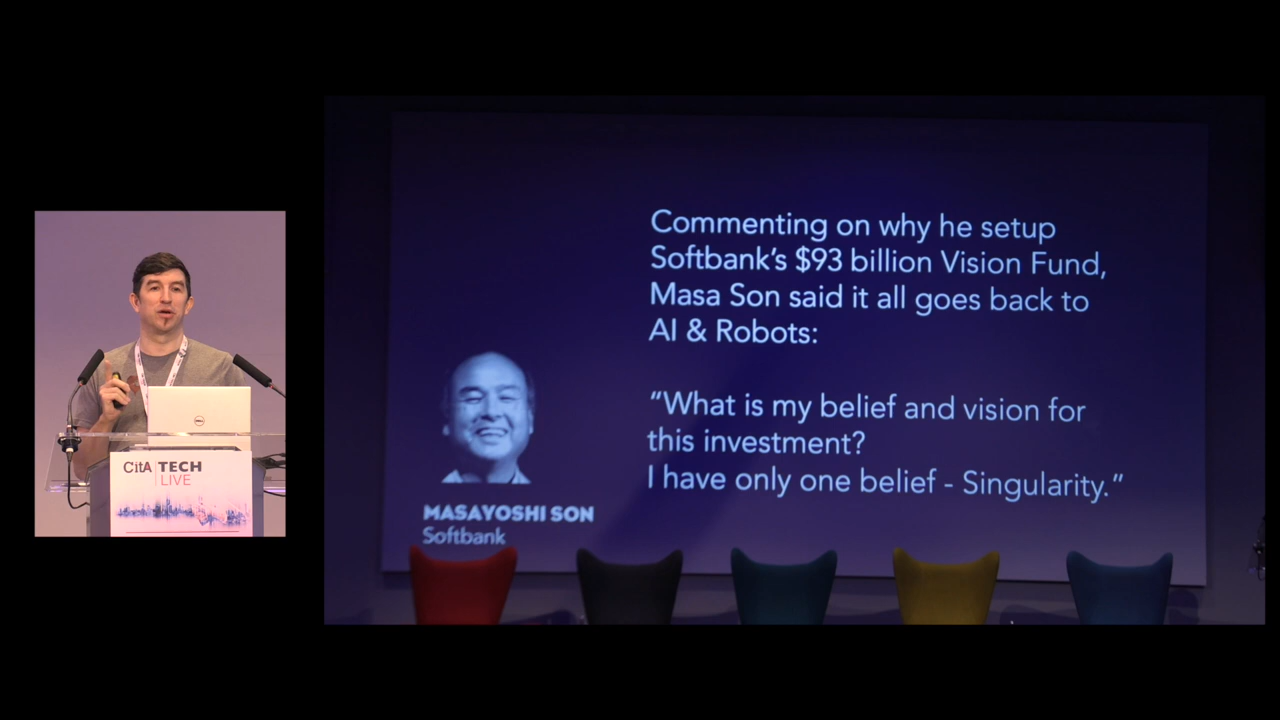 CitA TECH
LIVE
Commenting on why he setup
Softbank's $93 billion Vision Fund,
Masa Son said it all goes back to
AI & Robots:
"What is my belief and vision for
this investment?
I have only one belief - Singularity."
MASAYOSHI SON
Softbank